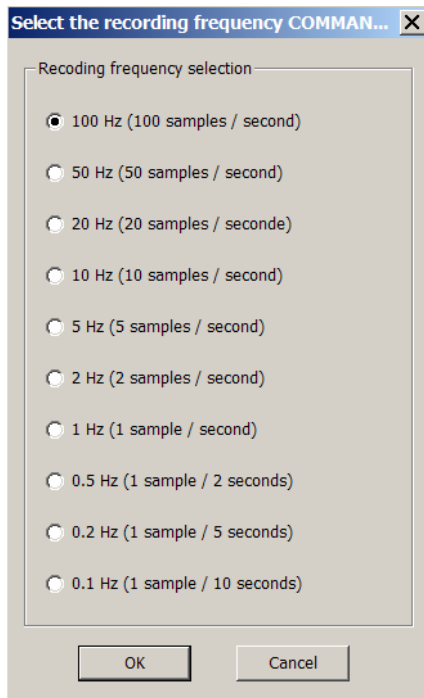 Select the recording frequency COMMAN...
Recoding frequency selection
100 Hz (100 samples / second)
50 Hz (50 samples / second)
20 Hz (20 samples / seconde)
10 Hz (10 samples / second)
5 Hz (5 samples / second)
2 Hz (2 samples / second)
1 Hz (1 sample / second)
0.5 Hz (1 sample / 2 seconds)
0.2 Hz (1 sample / 5 seconds)
0.1 Hz (1 sample / 10 seconds)
OK Cancel